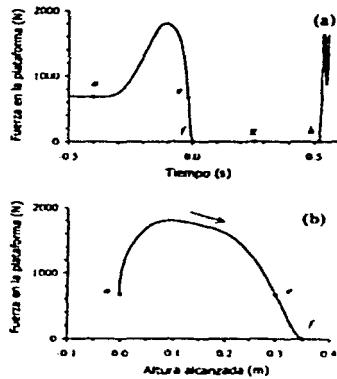 (a)
Fuerza en la plataforma (N)
2000
1000
0
a
e
f
g
h
-0.5
0.0
0.5
Tiempo (s)
(b)
Fuerza en la plataforma (N)
2000
1000
0
a
e
f
-0.1
0.0
0.1
0.2
0.3
0.4
Altura alcanzada (m)